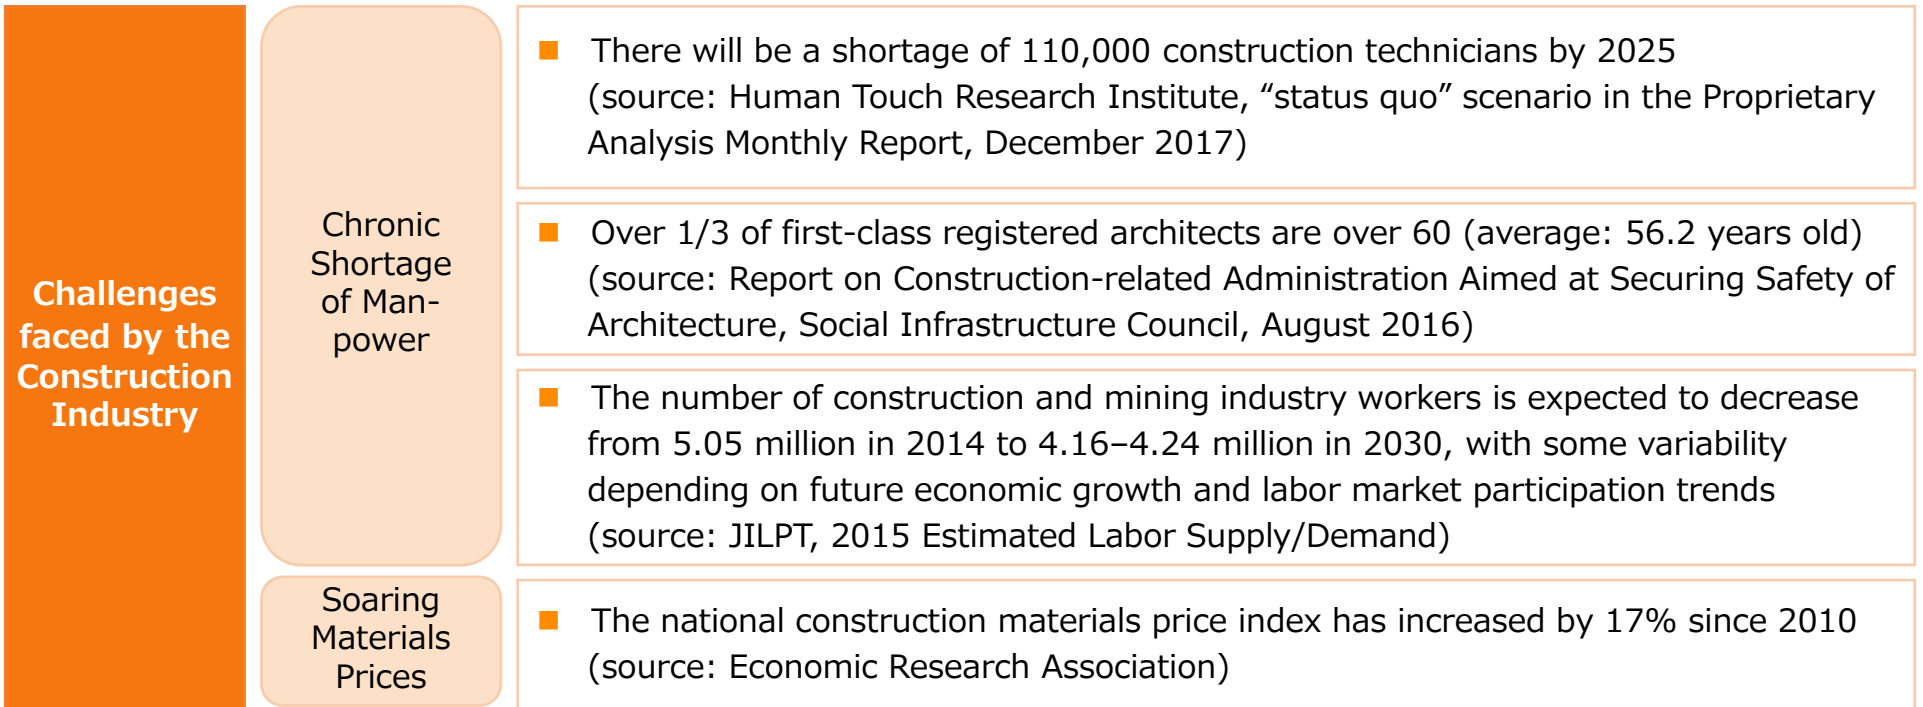 Challenges
faced by the
Construction
Industry
Chronic
Shortage
of Man-
power
■ There will be a shortage of 110,000 construction technicians by 2025
(source: Human Touch Research Institute, “status quo” scenario in the Proprietary
Analysis Monthly Report, December 2017)
■ Over 1/3 of first-class registered architects are over 60 (average: 56.2 years old)
(source: Report on Construction-related Administration Aimed at Securing Safety of
Architecture, Social Infrastructure Council, August 2016)
■ The number of construction and mining industry workers is expected to decrease
from 5.05 million in 2014 to 4.16–4.24 million in 2030, with some variability
depending on future economic growth and labor market participation trends
(source: JILPT, 2015 Estimated Labor Supply/Demand)
Soaring
Materials
Prices
■ The national construction materials price index has increased by 17% since 2010
(source: Economic Research Association)